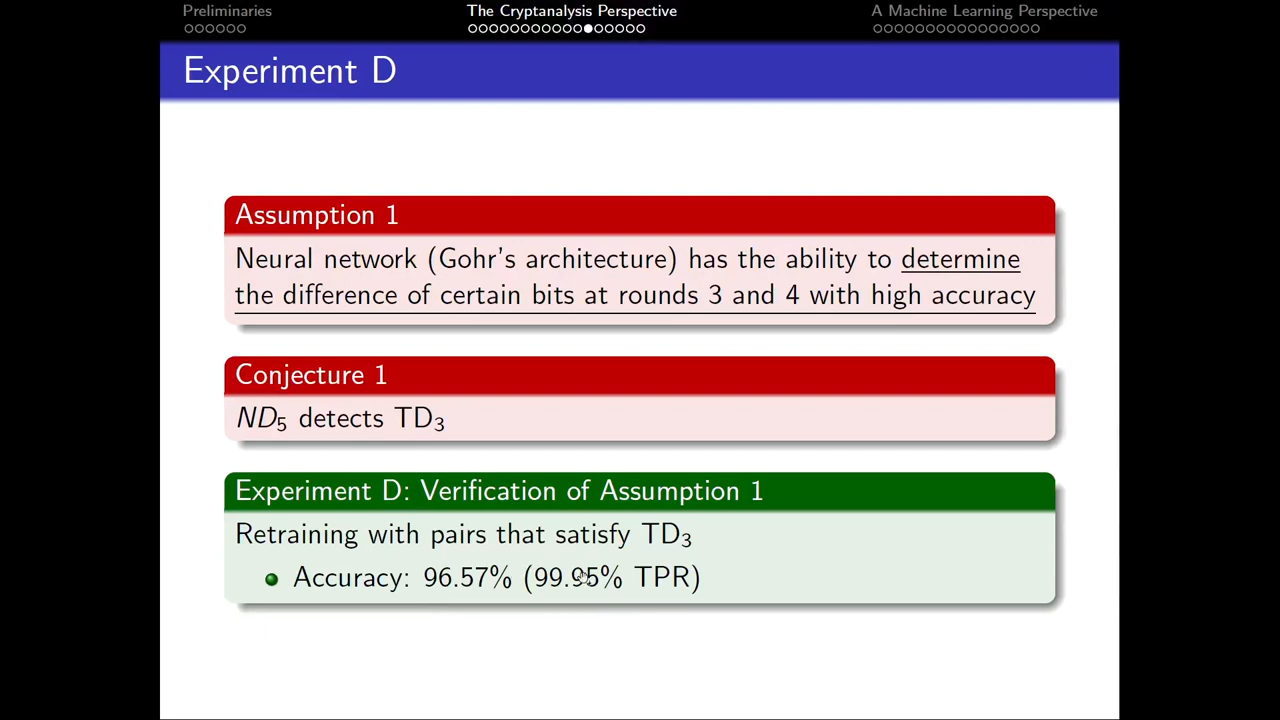 Preliminaries
The Cryptanalysis Perspective
A Machine Learning Perspective
Experiment D
Assumption 1
Neural network (Gohr's architecture) has the ability to determine
the difference of certain bits at rounds 3 and 4 with high accuracy
Conjecture 1
ND₅ detects TD₃
Experiment D: Verification of Assumption 1
Retraining with pairs that satisfy TD₃
Accuracy: 96.57% (99.95% TPR)